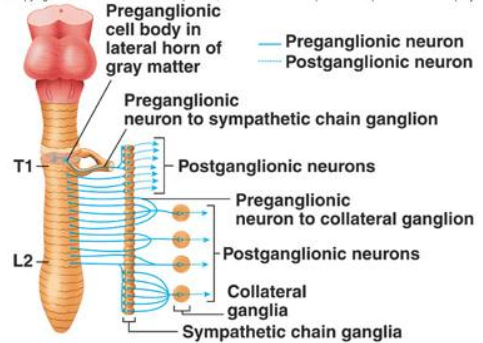 Preganglionic
cell body in
lateral horn of
gray matter
Preganglionic neuron
Postganglionic neuron
Preganglionic
neuron to sympathetic chain ganglion
T1
Postganglionic neurons
Preganglionic
neuron to collateral ganglion
Postganglionic neurons
L2
Collateral
ganglia
Sympathetic chain ganglia